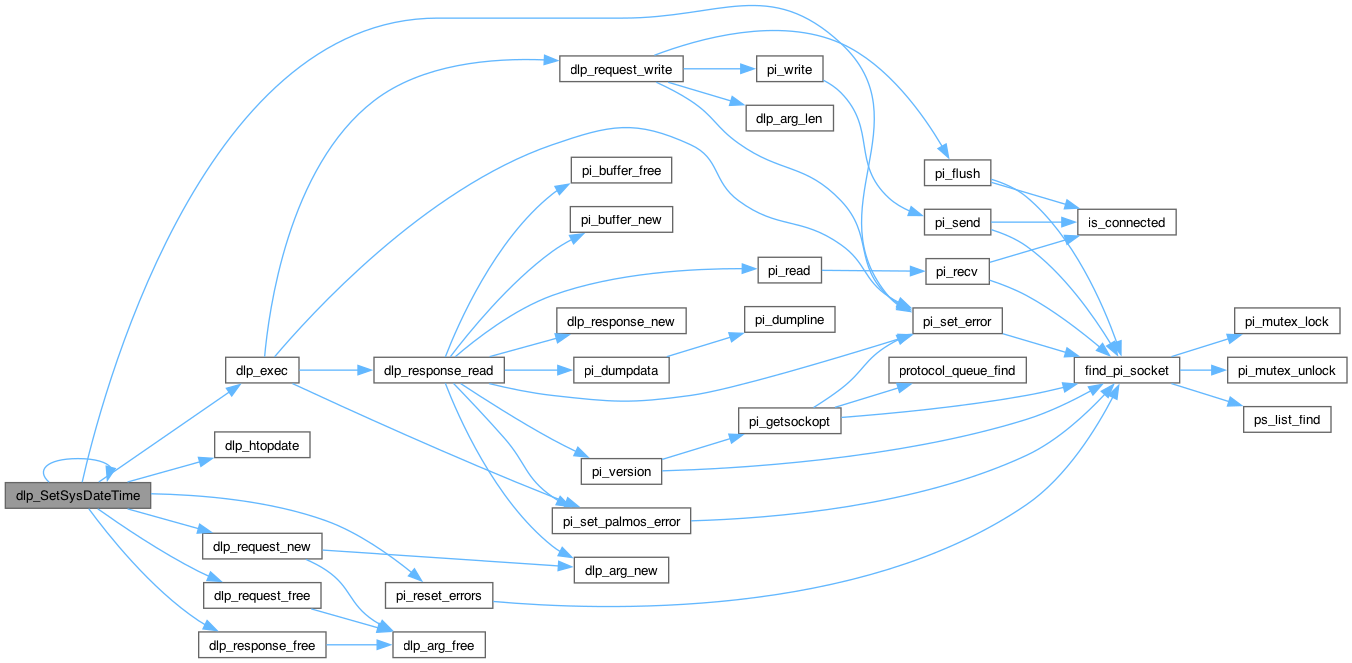 dlp_request_write
pi_write
dlp_arg_len
pi_buffer_free
pi_flush
pi_buffer_new
pi_send
is_connected
pi_read
pi_recv
dlp_response_new
pi_dumpline
pi_set_error
pi_mutex_lock
dlp_exec
dlp_response_read
pi_dumpdata
protocol_queue_find
find_pi_socket
pi_mutex_unlock
pi_getsockopt
ps_list_find
dlp_htopdate
pi_version
dlp_SetSysDateTime
pi_set_palmos_error
dlp_request_new
dlp_arg_new
dlp_request_free
pi_reset_errors
dlp_response_free
dlp_arg_free